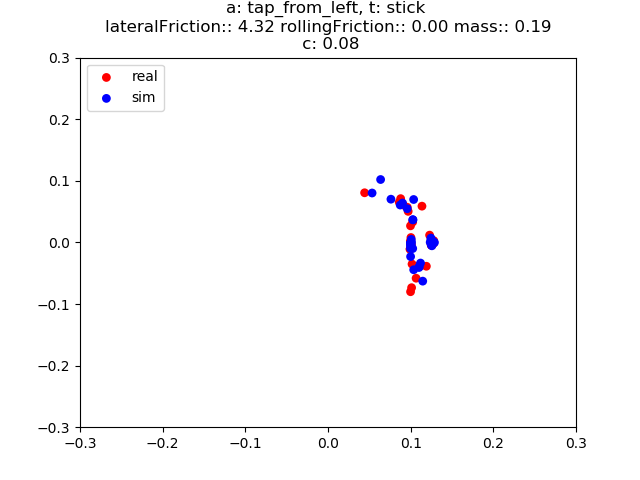 a: tap_from_left, t: stick
lateralFriction:: 4.32 rollingFriction:: 0.00 mass:: 0.19
c: 0.08
real
sim
0.3
0.2
0.1
0.0
−0.1
−0.2
−0.3
−0.3
−0.2
−0.1
0.0
0.1
0.2
0.3